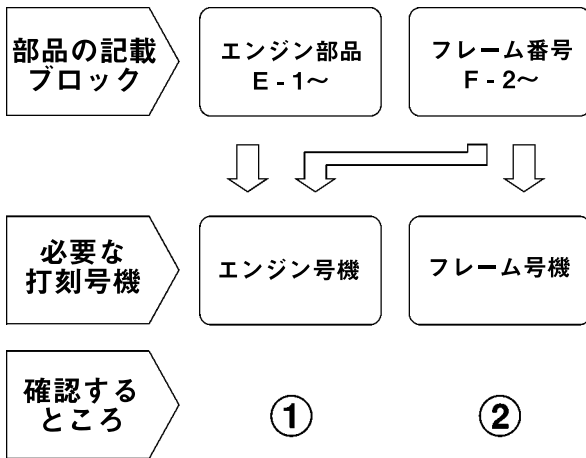 部品の記載
ブロック
エンジン部品
E - 1～
フレーム番号
F - 2～
必要な
打刻号機
エンジン号機
フレーム号機
確認する
ところ
①
②